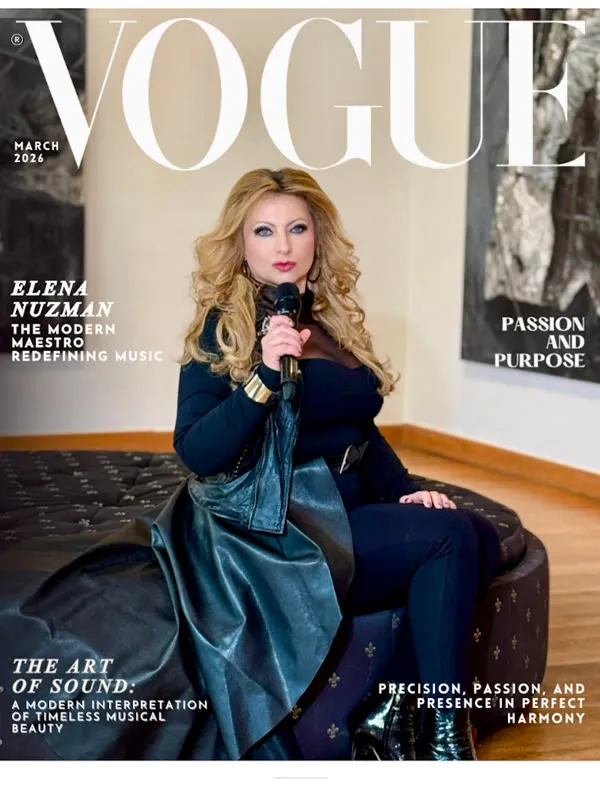 VOGUE
®
MARCH
2026
ELENA
NUZMAN
THE MODERN
MAESTRO
REDEFINING MUSIC
PASSION
AND
PURPOSE
THE ART
OF SOUND:
A MODERN INTERPRETATION
OF TIMELESS MUSICAL
BEAUTY
PRECISION, PASSION, AND
PRESENCE IN PERFECT
HARMONY